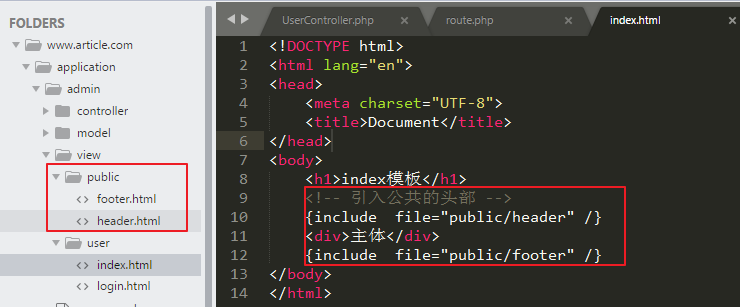 FOLDERS
www.article.com
application
admin
controller
model
view
public
footer.html
header.html
user
index.html
login.html
UserController.php
route.php
index.html
1 <!DOCTYPE html>
2 <html lang="en">
3 <head>
4 <meta charset="UTF-8">
5 <title>Document</title>
6 </head>
7 <body>
8 <h1>index模板</h1>
9 <!-- 引入公共的头部 -->
10 {include  file="public/header" /}
11 <div>主体</div>
12 {include  file="public/footer" /}
13 </body>
14 </html>